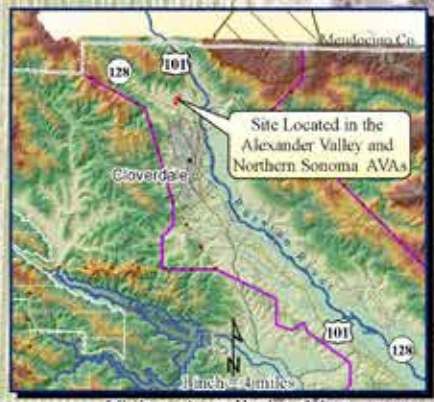 Mendocino Co.
128
101
Site Located in the
Alexander Valley and
Northern Sonoma AVAs
Cloverdale
Russian River
101
128
N
1 inch = 4 miles